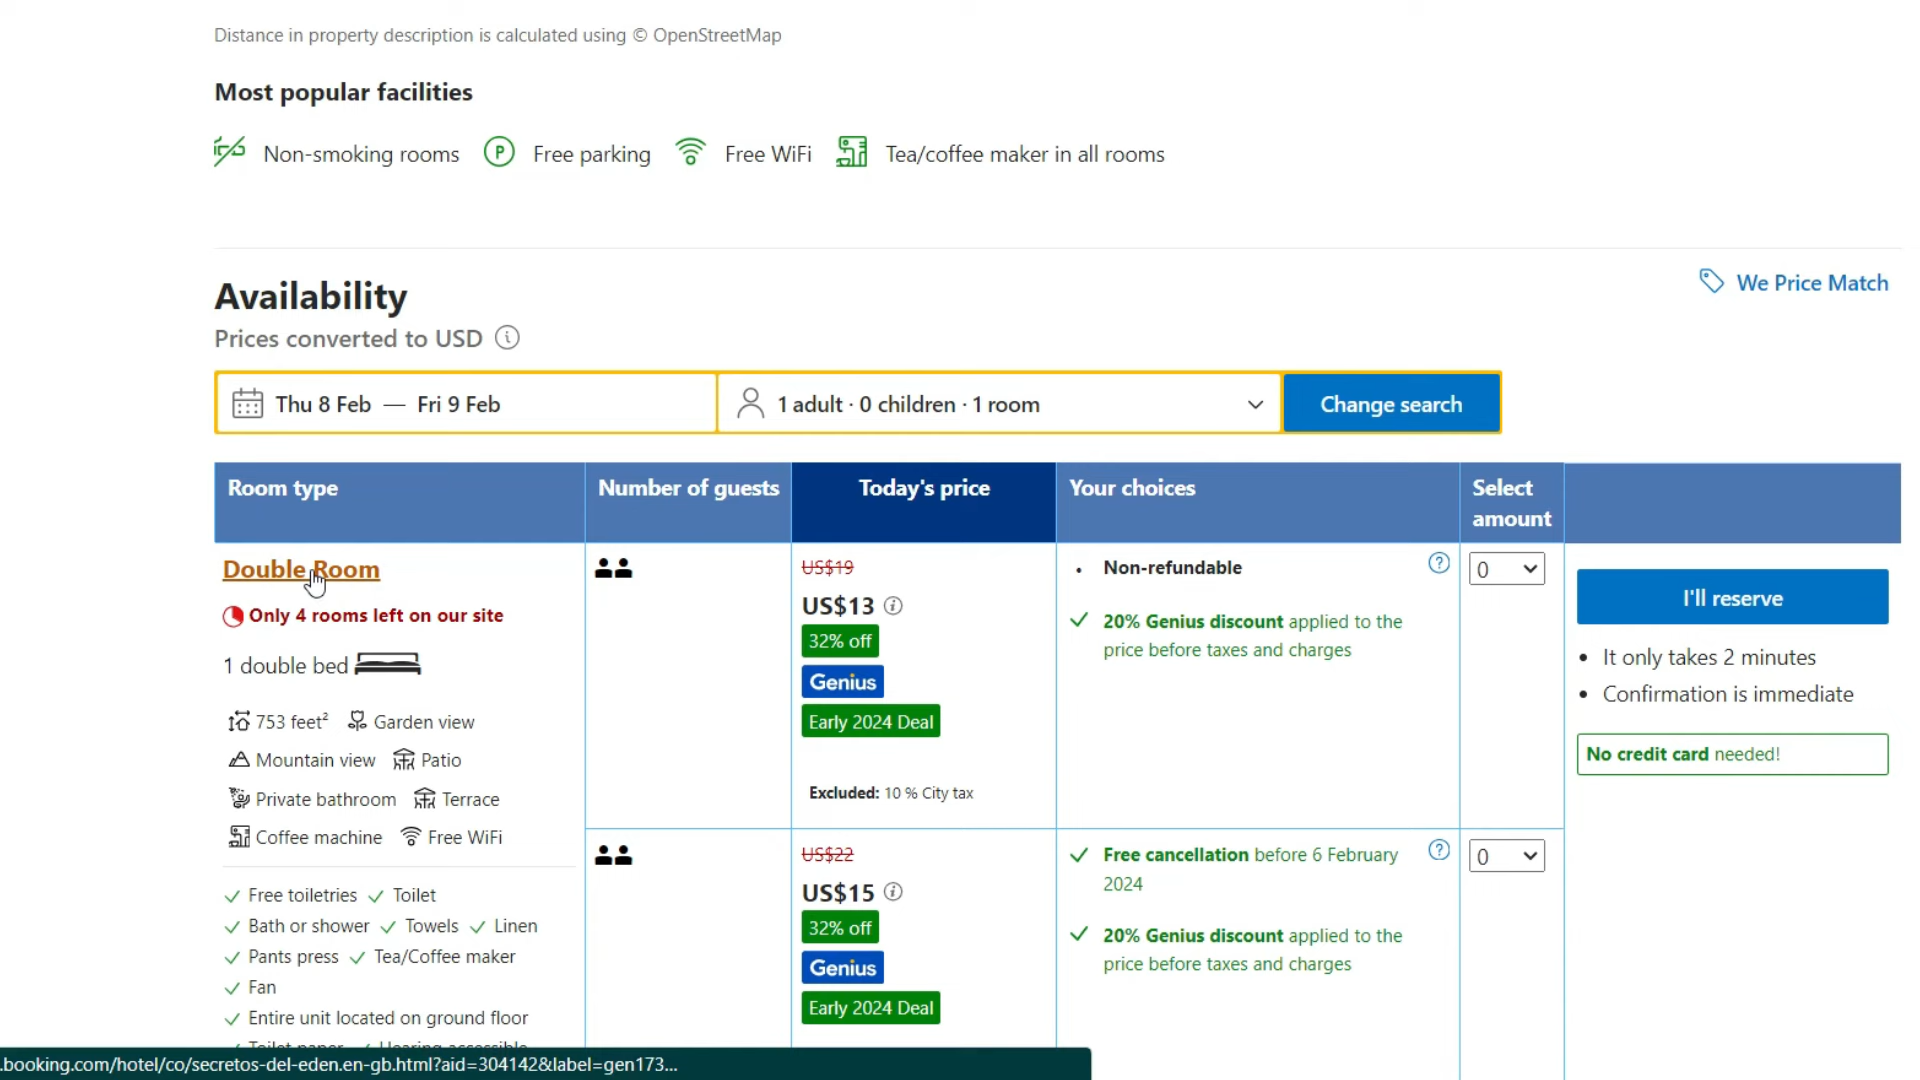 Distance in property description is calculated using © OpenStreetMap
Most popular facilities
Non-smoking rooms
Free parking
Free WiFi
Tea/coffee maker in all rooms
Availability
We Price Match
Prices converted to USD
Thu 8 Feb — Fri 9 Feb
1 adult · 0 children · 1 room
Change search
Room type
Number of guests
Today's price
Your choices
Select
amount
Double Room
Only 4 rooms left on our site
1 double bed
753 feet²
Garden view
Mountain view
Patio
Private bathroom
Terrace
Coffee machine
Free WiFi
Free toiletries
Toilet
Bath or shower
Towels
Linen
Pants press
Tea/Coffee maker
Fan
Entire unit located on ground floor
Toilet paper
Hearing accessible
US$19
US$13
32% off
Genius
Early 2024 Deal
Excluded: 10 % City tax
• Non-refundable
20% Genius discount applied to the
price before taxes and charges
0
I'll reserve
• It only takes 2 minutes
• Confirmation is immediate
No credit card needed!
US$22
US$15
32% off
Genius
Early 2024 Deal
Free cancellation before 6 February
2024
20% Genius discount applied to the
price before taxes and charges
0
.booking.com/hotel/co/secretos-del-eden.en-gb.html?aid=304142&label=gen173...